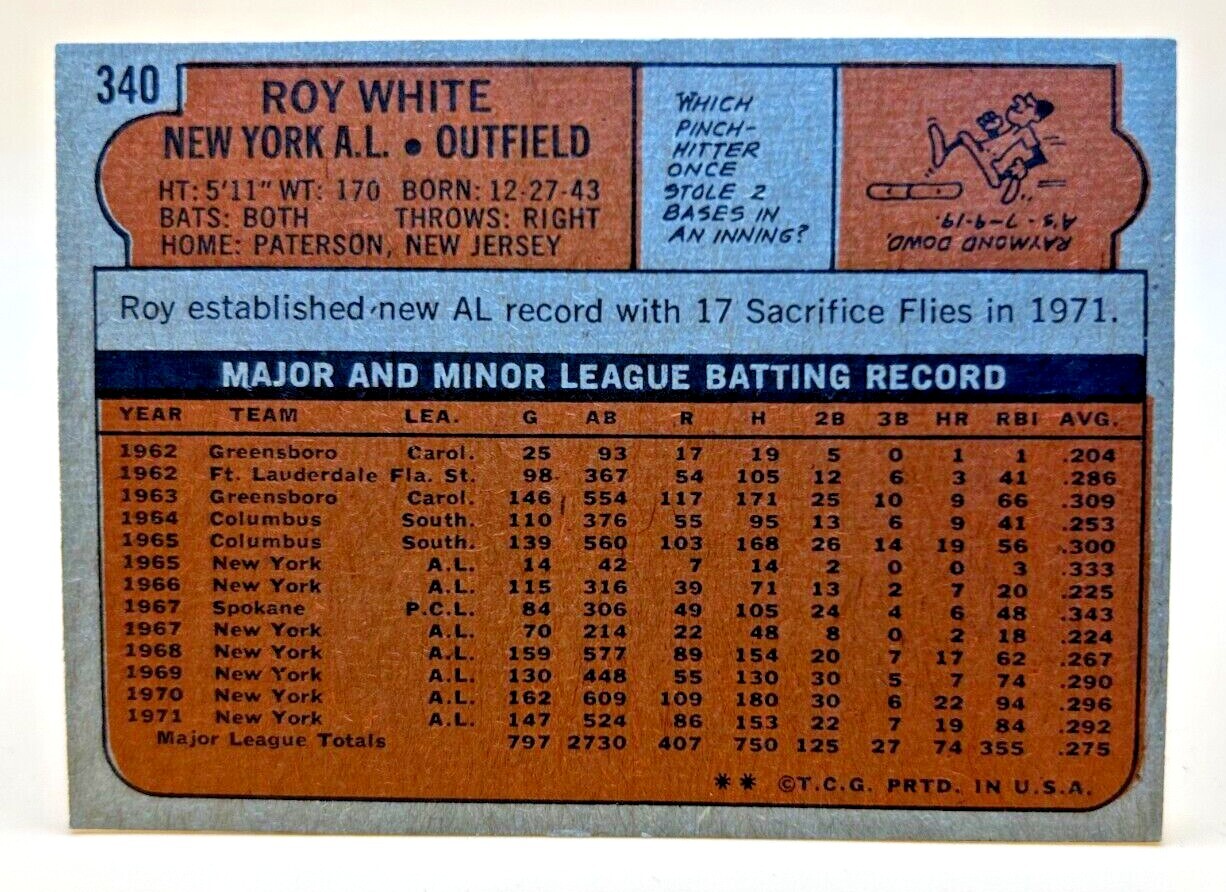 340
ROY WHITE
NEW YORK A.L. • OUTFIELD
HT: 5'11" WT: 170 BORN: 12-27-43
BATS: BOTH THROWS: RIGHT
HOME: PATERSON, NEW JERSEY
WHICH
PINCH-
HITTER
ONCE
STOLE 2
BASES IN
AN INNING?
RAYMOND DOWD,
A's - 7-9-19.
Roy established new AL record with 17 Sacrifice Flies in 1971.
MAJOR AND MINOR LEAGUE BATTING RECORD
YEAR TEAM LEA. G AB R H 2B 3B HR RBI AVG.
1962 Greensboro Carol. 25 93 17 19 5 0 1 1 .204
1962 Ft. Lauderdale Fla. St. 98 367 54 105 12 6 3 41 .286
1963 Greensboro Carol. 146 554 117 171 25 10 9 66 .309
1964 Columbus South. 110 376 55 95 13 6 9 41 .253
1965 Columbus South. 139 560 103 168 26 14 19 56 .300
1965 New York A.L. 14 42 7 14 2 0 0 3 .333
1966 New York A.L. 115 316 39 71 13 2 7 20 .225
1967 Spokane P.C.L. 84 306 49 105 24 4 6 48 .343
1967 New York A.L. 70 214 22 48 8 0 2 18 .224
1968 New York A.L. 159 577 89 154 20 7 17 62 .267
1969 New York A.L. 130 448 55 130 30 5 7 74 .290
1970 New York A.L. 162 609 109 180 30 6 22 94 .296
1971 New York A.L. 147 524 86 153 22 7 19 84 .292
Major League Totals 797 2730 407 750 125 27 74 355 .275
** ©T.C.G. PRTD. IN U.S.A.